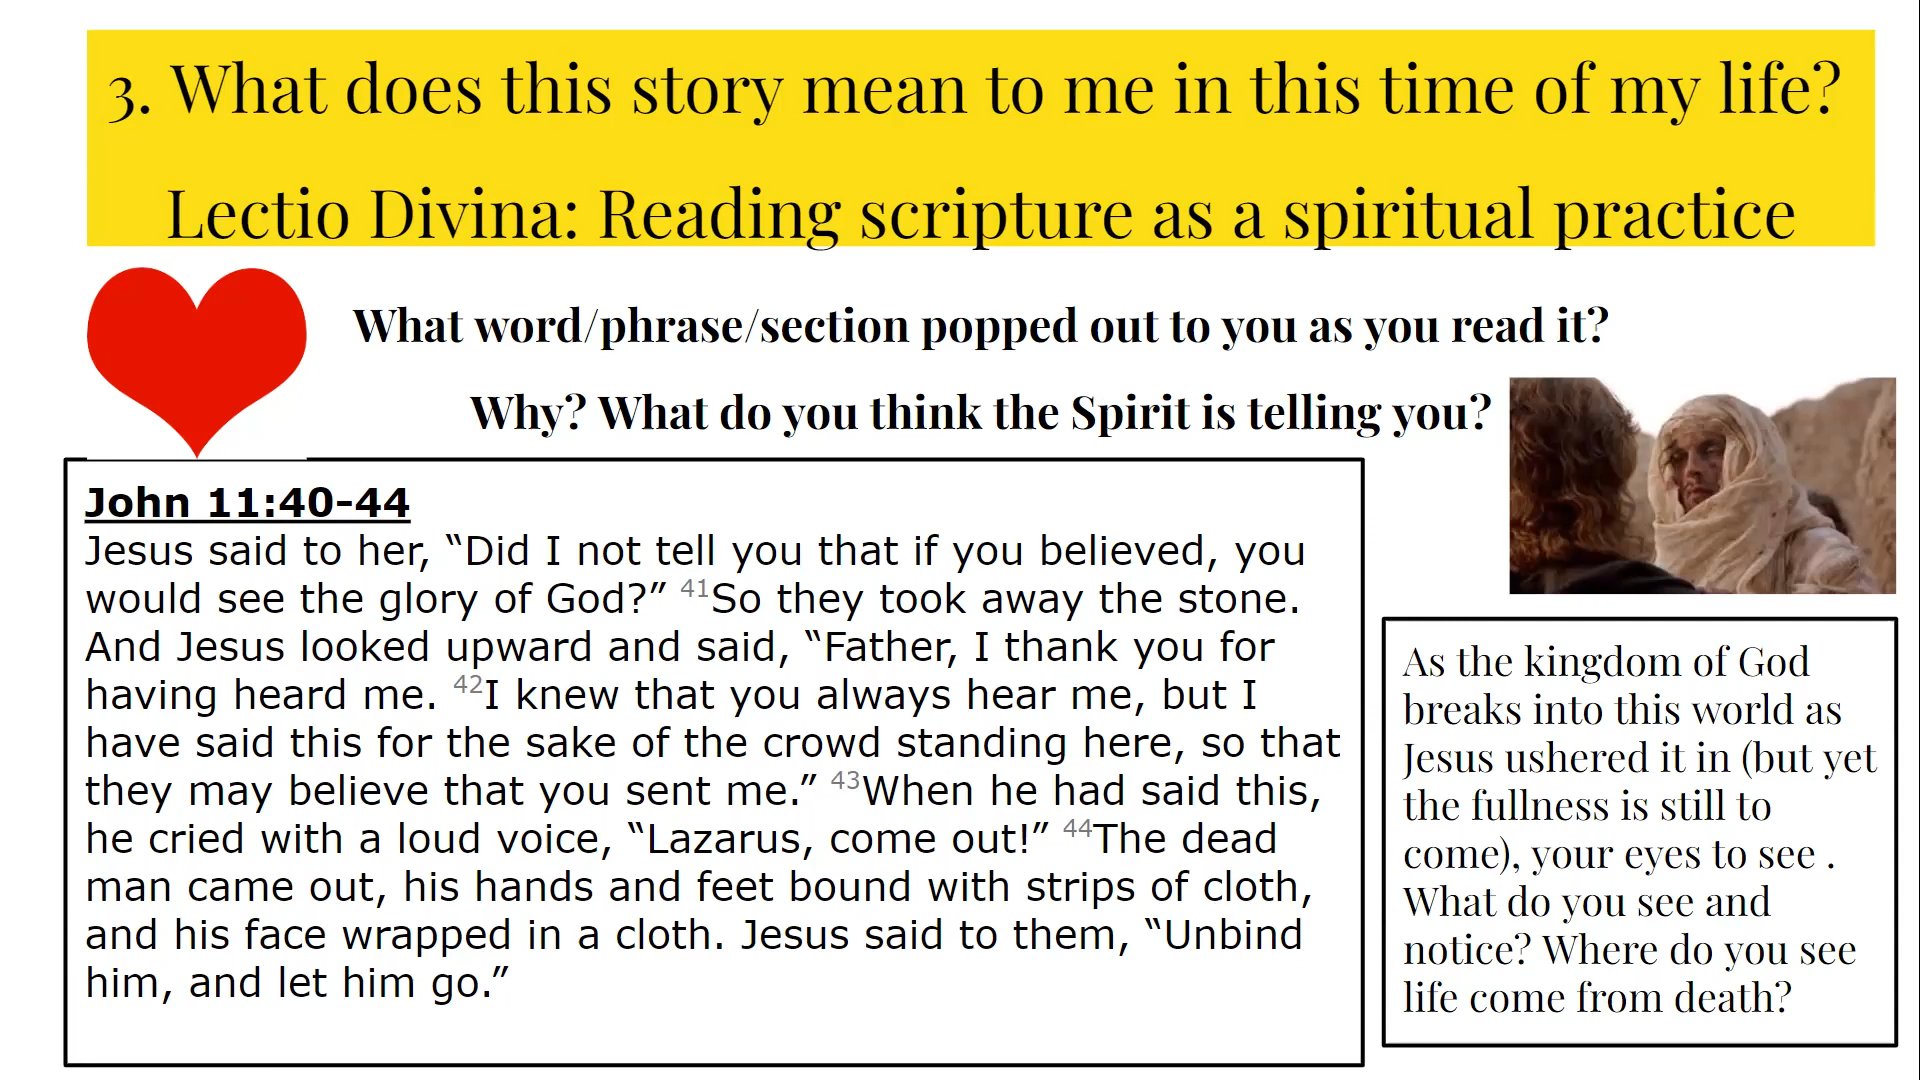 3. What does this story mean to me in this time of my life?
Lectio Divina: Reading scripture as a spiritual practice
What word/phrase/section popped out to you as you read it?
Why? What do you think the Spirit is telling you?
John 11:40-44
Jesus said to her, “Did I not tell you that if you believed, you
would see the glory of God?” 41So they took away the stone.
And Jesus looked upward and said, “Father, I thank you for
having heard me. 42I knew that you always hear me, but I
have said this for the sake of the crowd standing here, so that
they may believe that you sent me.” 43When he had said this,
he cried with a loud voice, “Lazarus, come out!” 44The dead
man came out, his hands and feet bound with strips of cloth,
and his face wrapped in a cloth. Jesus said to them, “Unbind
him, and let him go.”
As the kingdom of God
breaks into this world as
Jesus ushered it in (but yet
the fullness is still to
come), your eyes to see .
What do you see and
notice? Where do you see
life come from death?